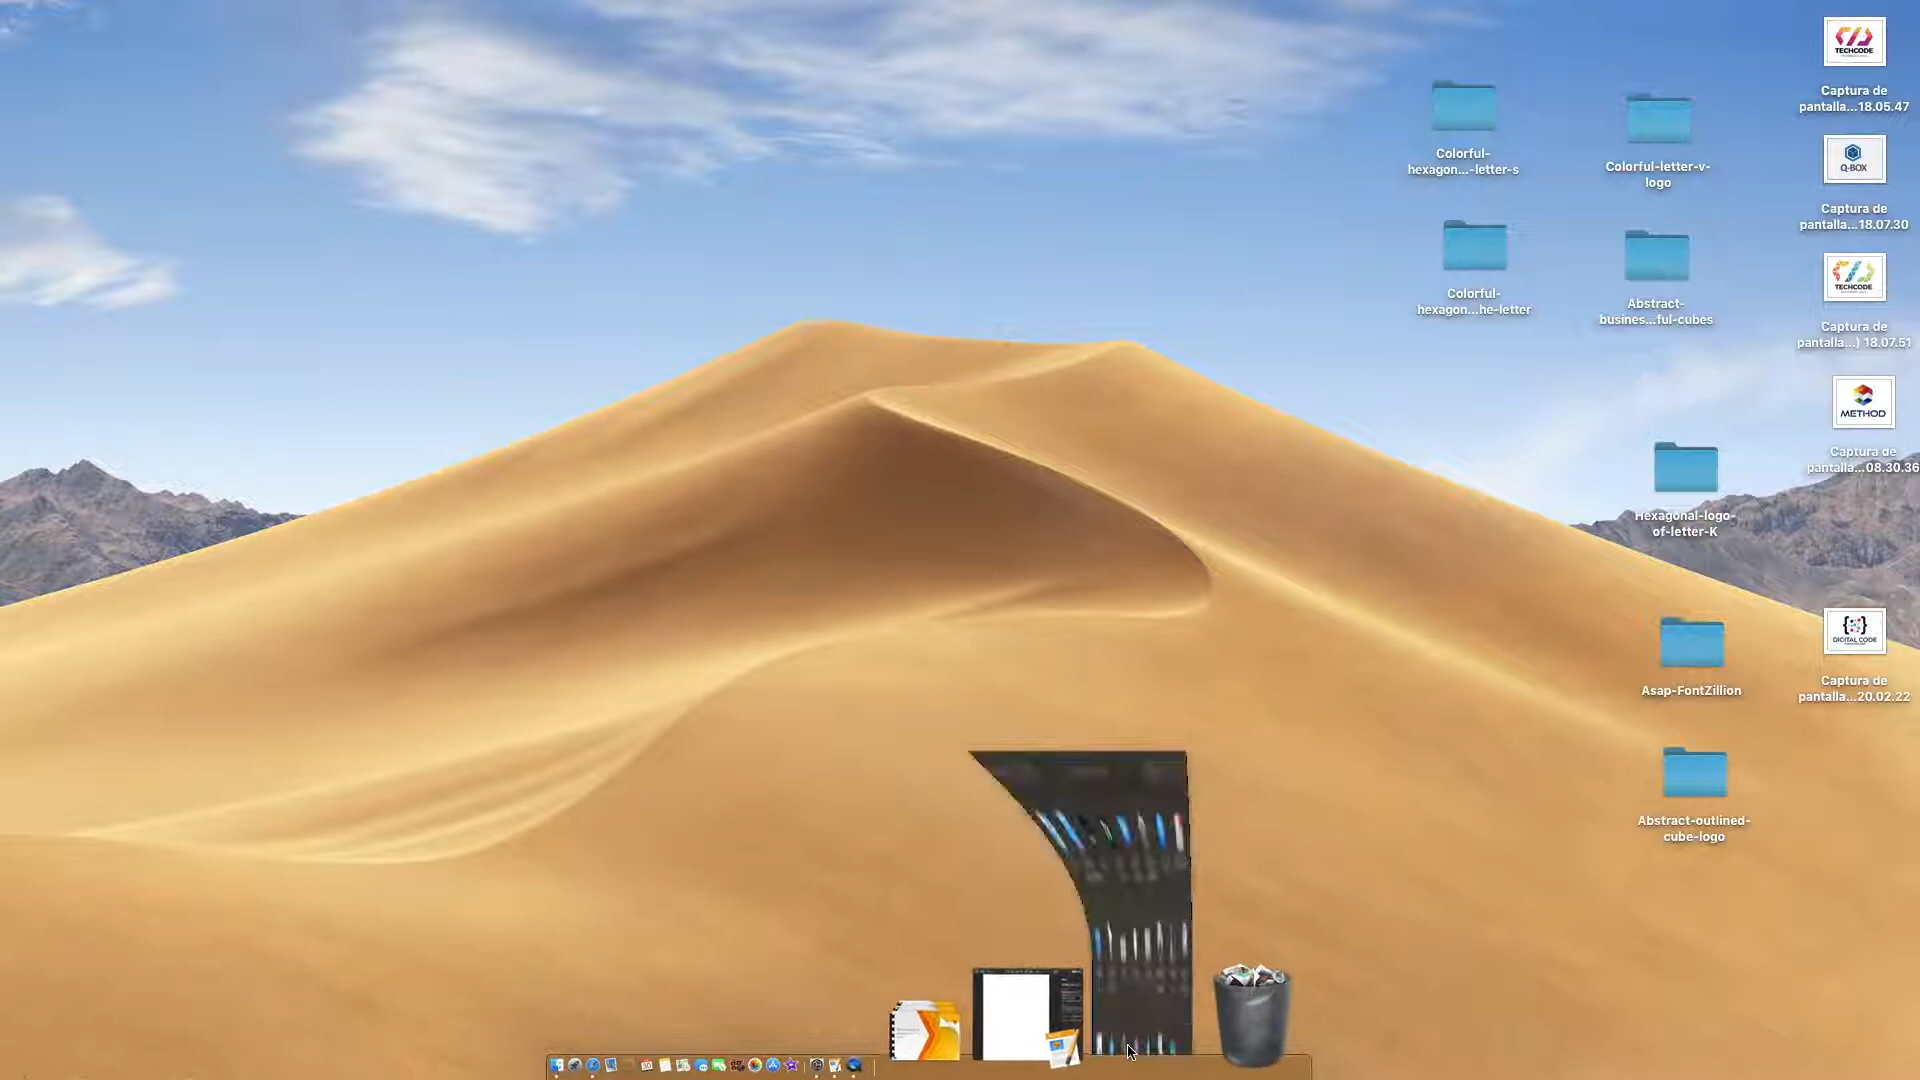 TECHCODE
Captura de
pantalla...18.05.47
Colorful-
hexagon...-letter-s
Colorful-letter-v-
logo
Q-BOX
Captura de
pantalla...18.07.30
Colorful-
hexagon...he-letter
Abstract-
busines...ful-cubes
TECHCODE
Captura de
pantalla...) 18.07.51
METHOD
Captura de
pantalla...08.30.36
Hexagonal-logo-
of-letter-K
Asap-FontZillion
DIGITAL CODE
Captura de
pantalla...20.02.22
Abstract-outlined-
cube-logo
30